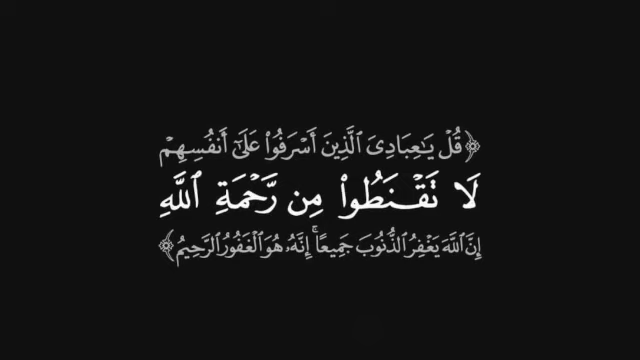 ﴿قُلْ يَـٰعِبَادِىَ ٱلَّذِينَ أَسْرَفُوا۟ عَلَىٰٓ أَنفُسِهِمْ
لَا تَقْنَطُوا۟ مِن رَّحْمَةِ ٱللَّهِ
إِنَّ ٱللَّهَ يَغْفِرُ ٱلذُّنُوبَ جَمِيعًا ۚ إِنَّهُۥ هُوَ ٱلْغَفُورُ ٱلرَّحِيمُ﴾